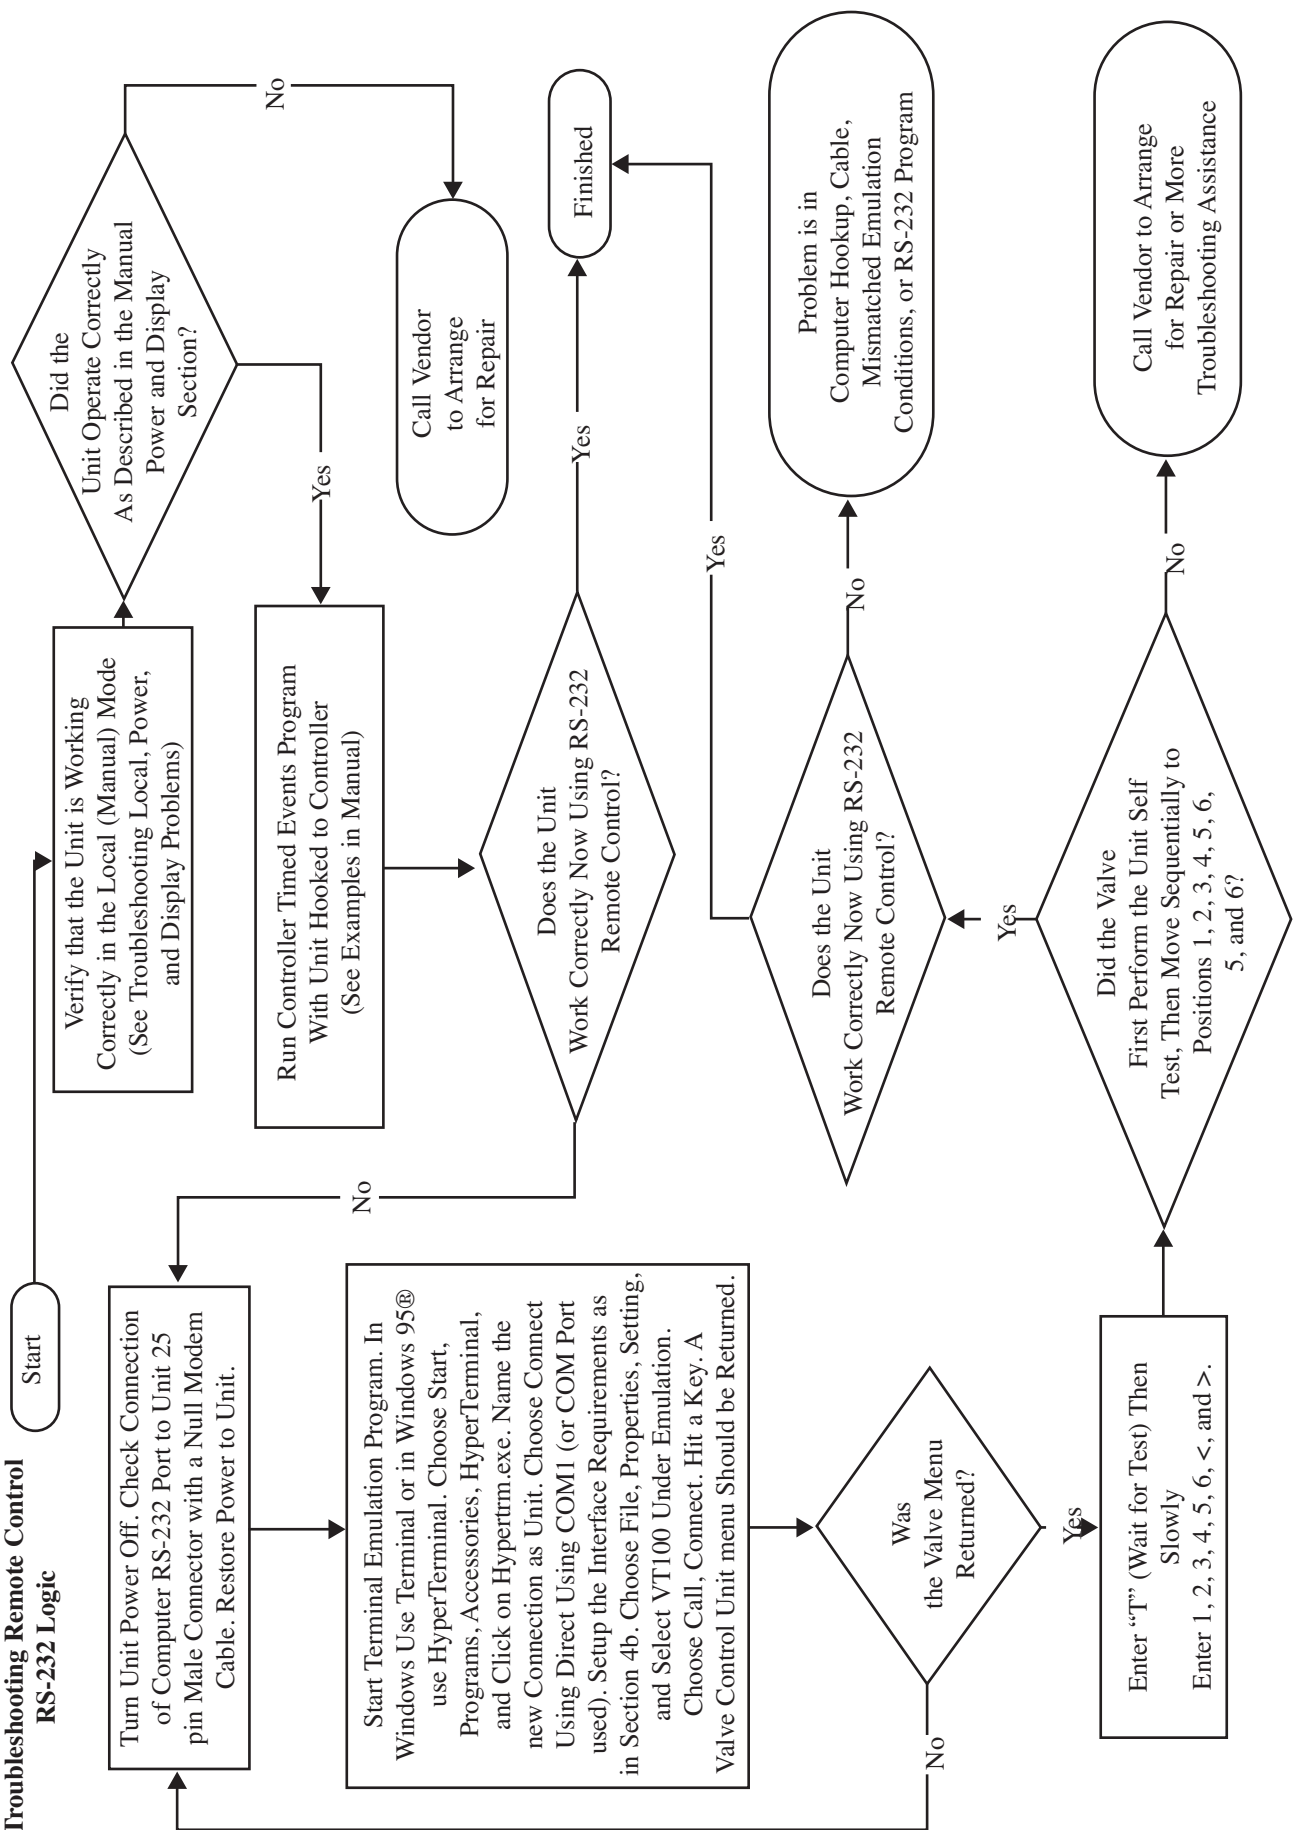 Troubleshooting Remote Control
RS-232 Logic
Start
Verify that the Unit is Working
Correctly in the Local (Manual) Mode
(See Troubleshooting Local, Power,
and Display Problems)
Did the
Unit Operate Correctly
As Described in the Manual
Power and Display
Section?
No
Yes
Call Vendor
to Arrange
for Repair
Run Controller Timed Events Program
With Unit Hooked to Controller
(See Examples in Manual)
Does the Unit
Work Correctly Now Using RS-232
Remote Control?
Yes
Finished
No
Turn Unit Power Off. Check Connection
of Computer RS-232 Port to Unit 25
pin Male Connector with a Null Modem
Cable. Restore Power to Unit.
Start Terminal Emulation Program. In
Windows Use Terminal or in Windows 95®
use HyperTerminal. Choose Start,
Programs, Accessories, HyperTerminal,
and Click on Hypertrm.exe. Name the
new Connection as Unit. Choose Connect
Using Direct Using COM1 (or COM Port
used). Setup the Interface Requirements as
in Section 4b. Choose File, Properties, Setting,
and Select VT100 Under Emulation.
Choose Call, Connect. Hit a Key. A
Valve Control Unit menu Should be Returned.
Was
the Valve Menu
Returned?
No
Yes
Enter “T” (Wait for Test) Then
Slowly
Enter 1, 2, 3, 4, 5, 6, <, and >.
Did the Valve
First Perform the Unit Self
Test, Then Move Sequentially to
Positions 1, 2, 3, 4, 5, 6,
5, and 6?
No
Call Vendor to Arrange
for Repair or More
Troubleshooting Assistance
Yes
Does the Unit
Work Correctly Now Using RS-232
Remote Control?
Yes
No
Problem is in
Computer Hookup, Cable,
Mismatched Emulation
Conditions, or RS-232 Program